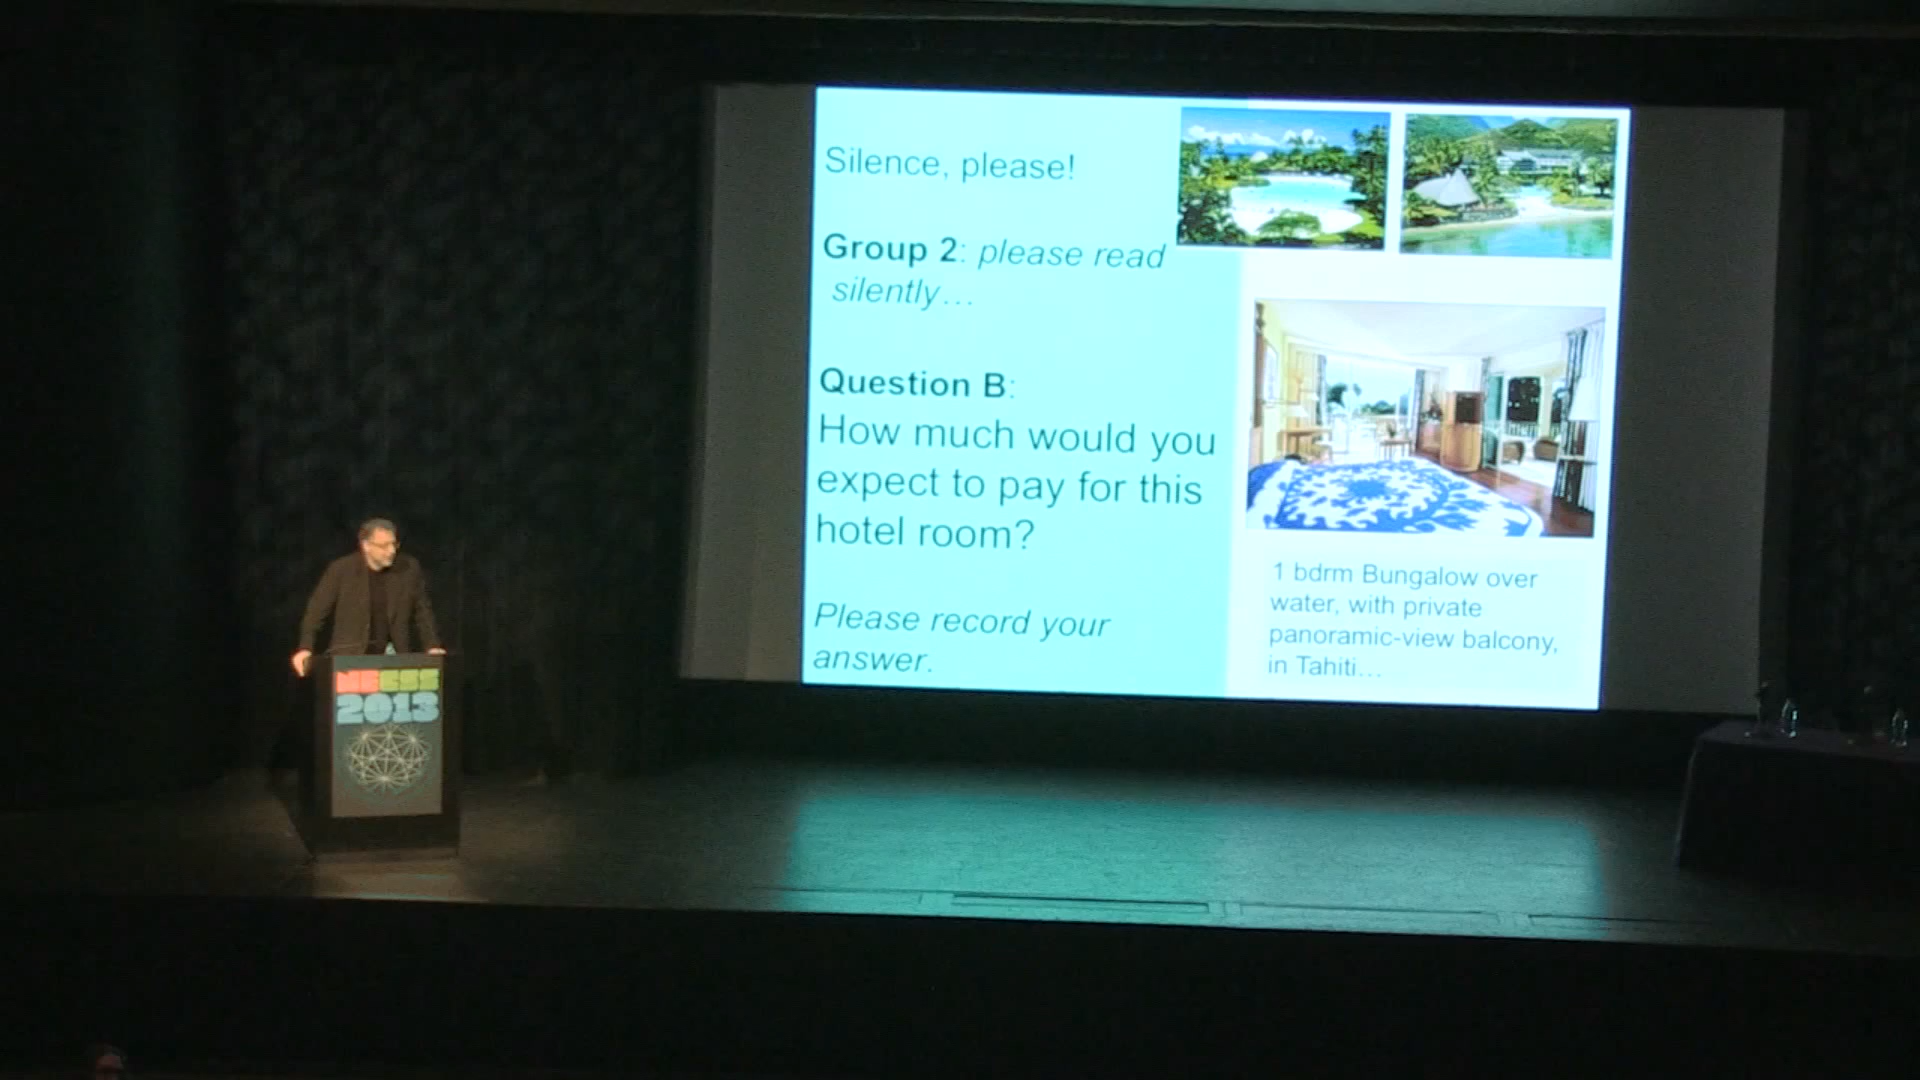 Silence, please!
Group 2: please read
silently…
Question B:
How much would you
expect to pay for this
hotel room?
Please record your
answer.
1 bdrm Bungalow over
water, with private
panoramic-view balcony,
in Tahiti…
NECSS
2013